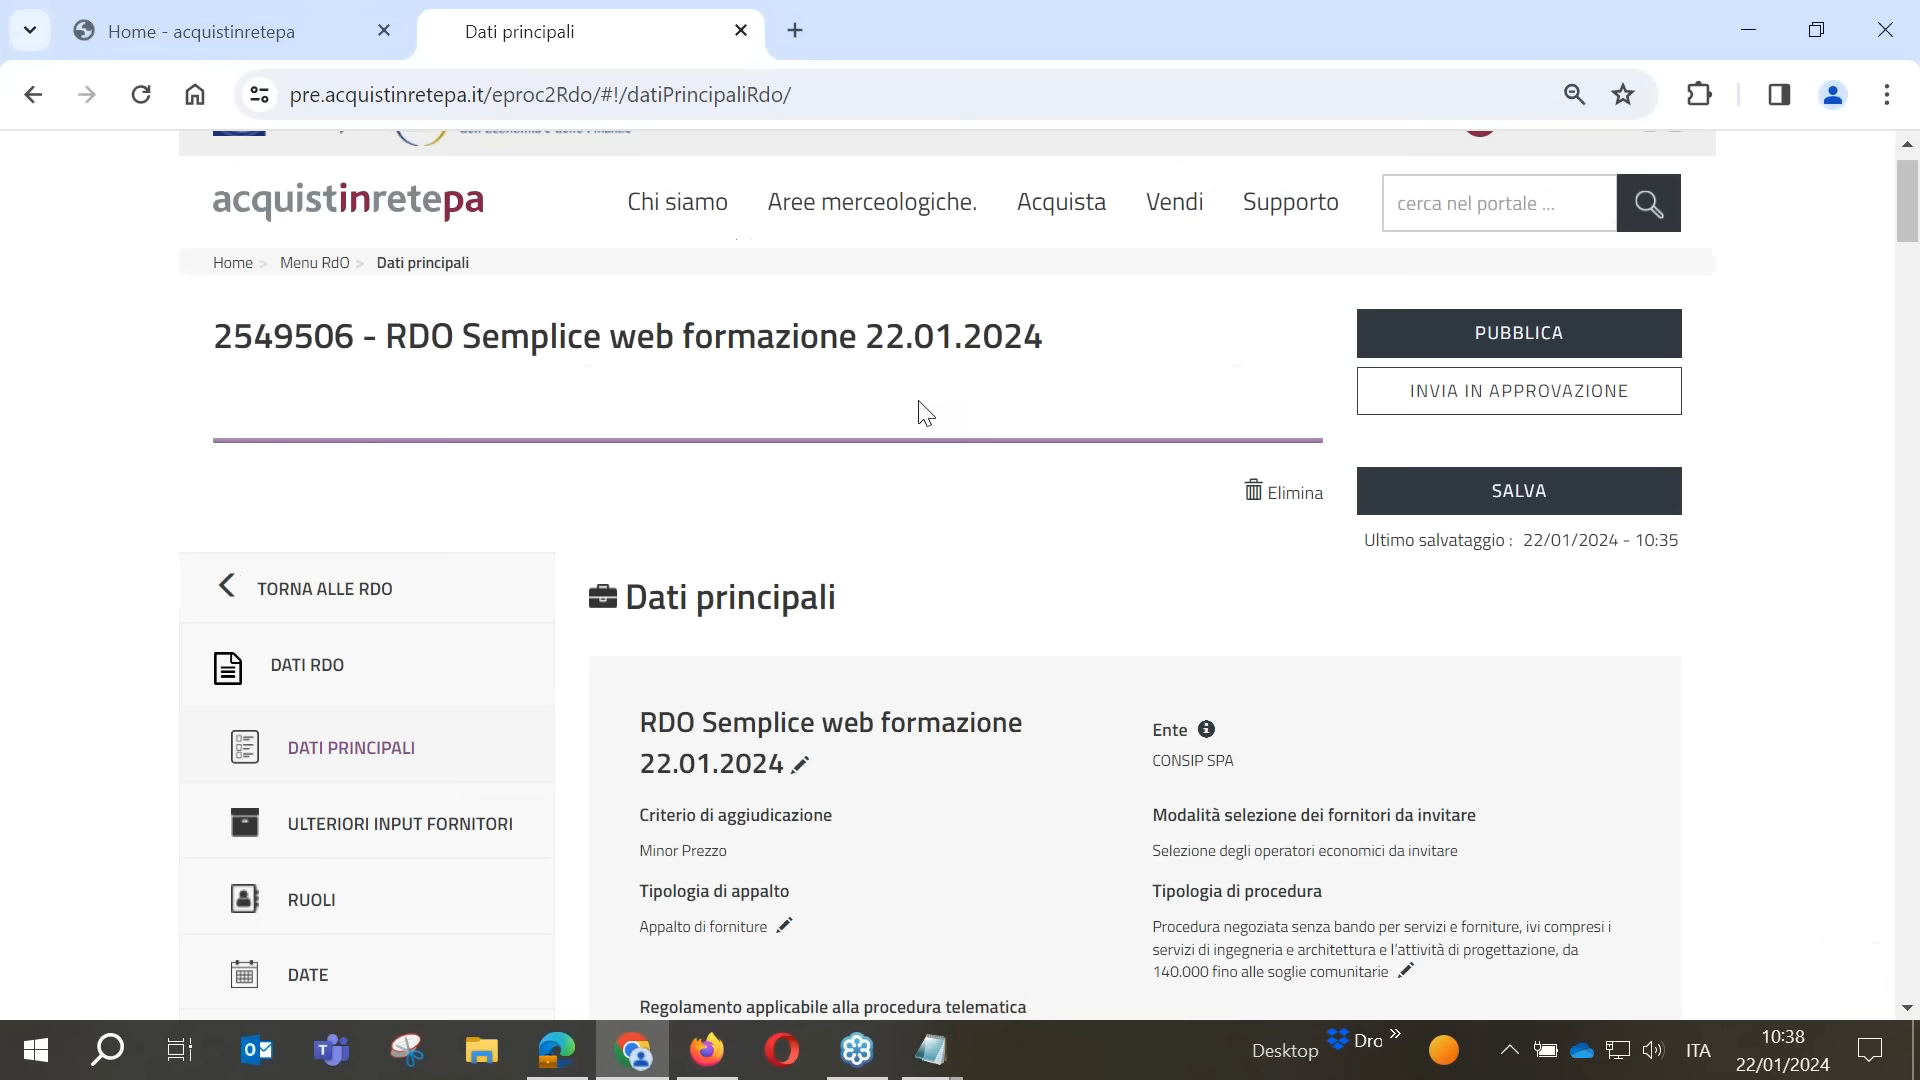 Home - acquistinretepa
Dati principali
pre.acquistinretepa.it/eproc2Rdo/#!/datiPrincipaliRdo/
acquistinretepa
Chi siamo
Aree merceologiche.
Acquista
Vendi
Supporto
cerca nel portale ...
Home > Menu RdO > Dati principali
2549506 - RDO Semplice web formazione 22.01.2024
PUBBLICA
INVIA IN APPROVAZIONE
Elimina
SALVA
Ultimo salvataggio : 22/01/2024 - 10:35
TORNA ALLE RDO
DATI RDO
DATI PRINCIPALI
ULTERIORI INPUT FORNITORI
RUOLI
DATE
Dati principali
RDO Semplice web formazione
22.01.2024
Ente
CONSIP SPA
Criterio di aggiudicazione
Minor Prezzo
Modalità selezione dei fornitori da invitare
Selezione degli operatori economici da invitare
Tipologia di appalto
Appalto di forniture
Tipologia di procedura
Procedura negoziata senza bando per servizi e forniture, ivi compresi i
servizi di ingegneria e architettura e l'attività di progettazione, da
140.000 fino alle soglie comunitarie
Regolamento applicabile alla procedura telematica
Desktop
Dro
ITA
10:38
22/01/2024